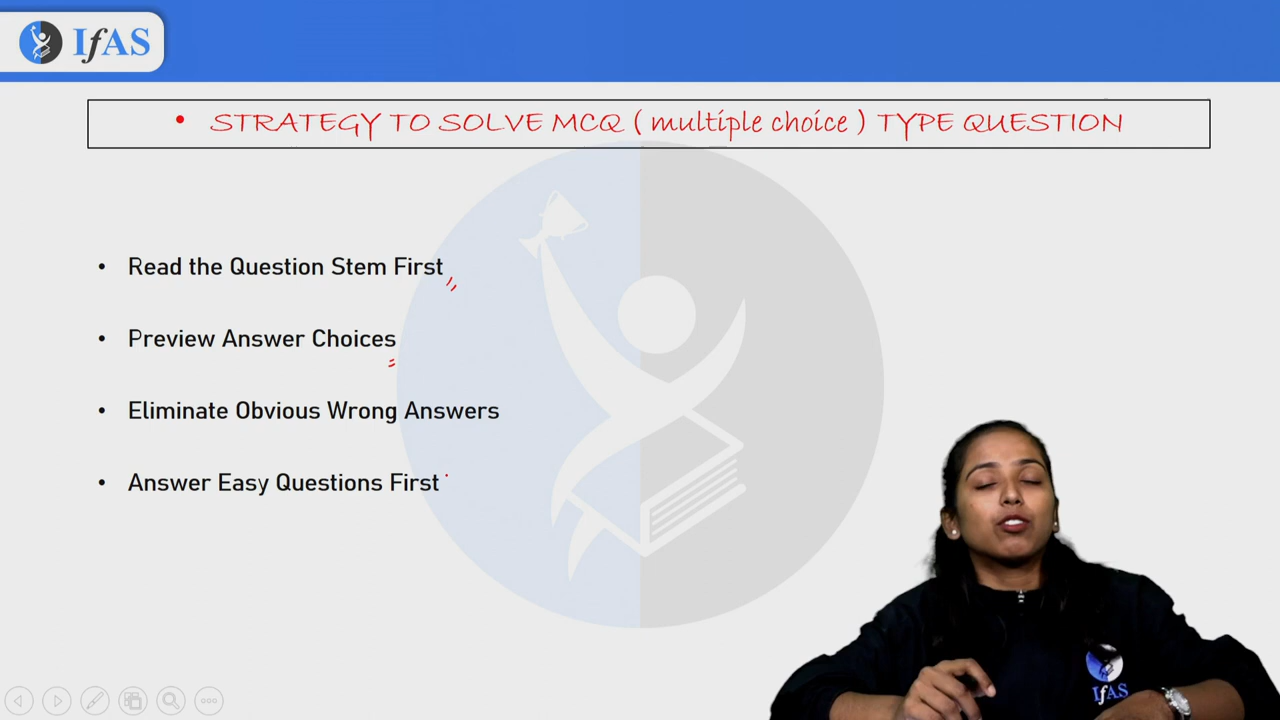 IfAS
• STRATEGY TO SOLVE MCQ ( multiple choice ) TYPE QUESTION
• Read the Question Stem First
• Preview Answer Choices
• Eliminate Obvious Wrong Answers
• Answer Easy Questions First
IfAS